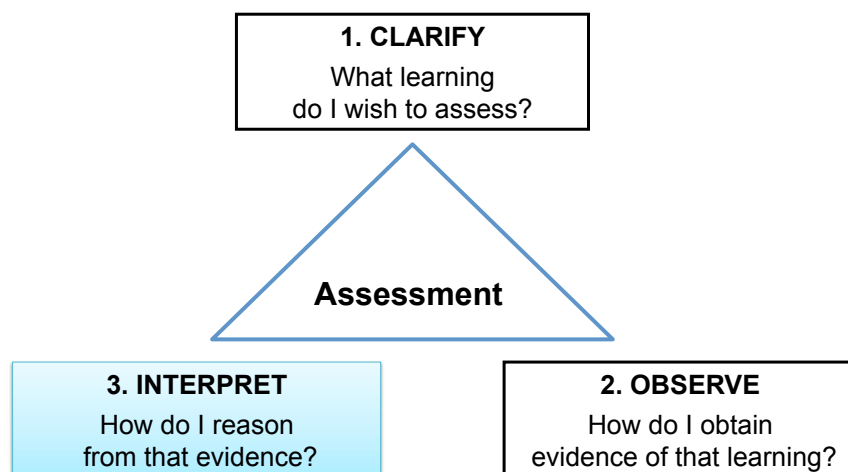 1. CLARIFY
What learning
do I wish to assess?
Assessment
3. INTERPRET
How do I reason
from that evidence?
2. OBSERVE
How do I obtain
evidence of that learning?